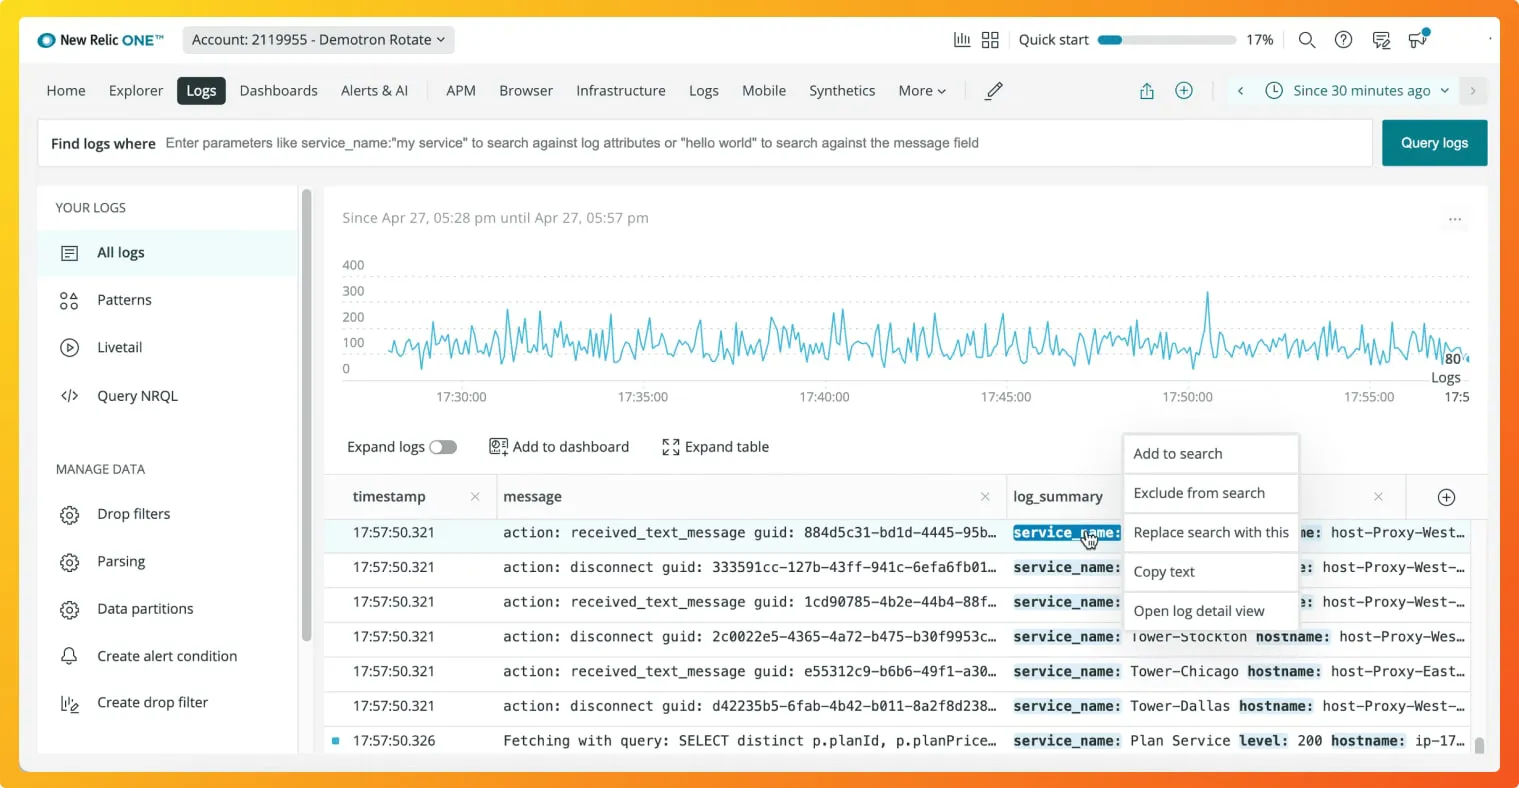 New Relic ONE™ Account: 2119955 - Demotron Rotate Quick start 17%
Home Explorer Logs Dashboards Alerts & AI APM Browser Infrastructure Logs Mobile Synthetics More Since 30 minutes ago
Find logs where Enter parameters like service_name:"my service" to search against log attributes or "hello world" to search against the message field Query logs
YOUR LOGS
All logs
Patterns
Livetail
Query NRQL
MANAGE DATA
Drop filters
Parsing
Data partitions
Create alert condition
Create drop filter
Since Apr 27, 05:28 pm until Apr 27, 05:57 pm
...
400
300
200
100
0
80
Logs
17:30:00 17:35:00 17:40:00 17:45:00 17:50:00 17:55:00 17:5
Expand logs Add to dashboard Expand table
timestamp message log_summary
17:57:50.321 action: received_text_message guid: 884d5c31-bd1d-4445-95b… service_name: me: host-Proxy-West…
17:57:50.321 action: disconnect guid: 333591cc-127b-43ff-941c-6efa6fb01… service_name: e: host-Proxy-West-…
17:57:50.321 action: received_text_message guid: 1cd90785-4b2e-44b4-88f… service_name: e: host-Proxy-West-…
17:57:50.321 action: disconnect guid: 2c0022e5-4365-4a72-b475-b30f9953c… service_name: Tower-Stockton hostname: host-Proxy-Wes…
17:57:50.321 action: received_text_message guid: e55312c9-b6b6-49f1-a30… service_name: Tower-Chicago hostname: host-Proxy-East…
17:57:50.321 action: disconnect guid: d42235b5-6fab-4b42-b011-8a2f8d238… service_name: Tower-Dallas hostname: host-Proxy-West-…
17:57:50.326 Fetching with query: SELECT distinct p.planId, p.planPrice… service_name: Plan Service level: 200 hostname: ip-17…
Add to search
Exclude from search
Replace search with this
Copy text
Open log detail view